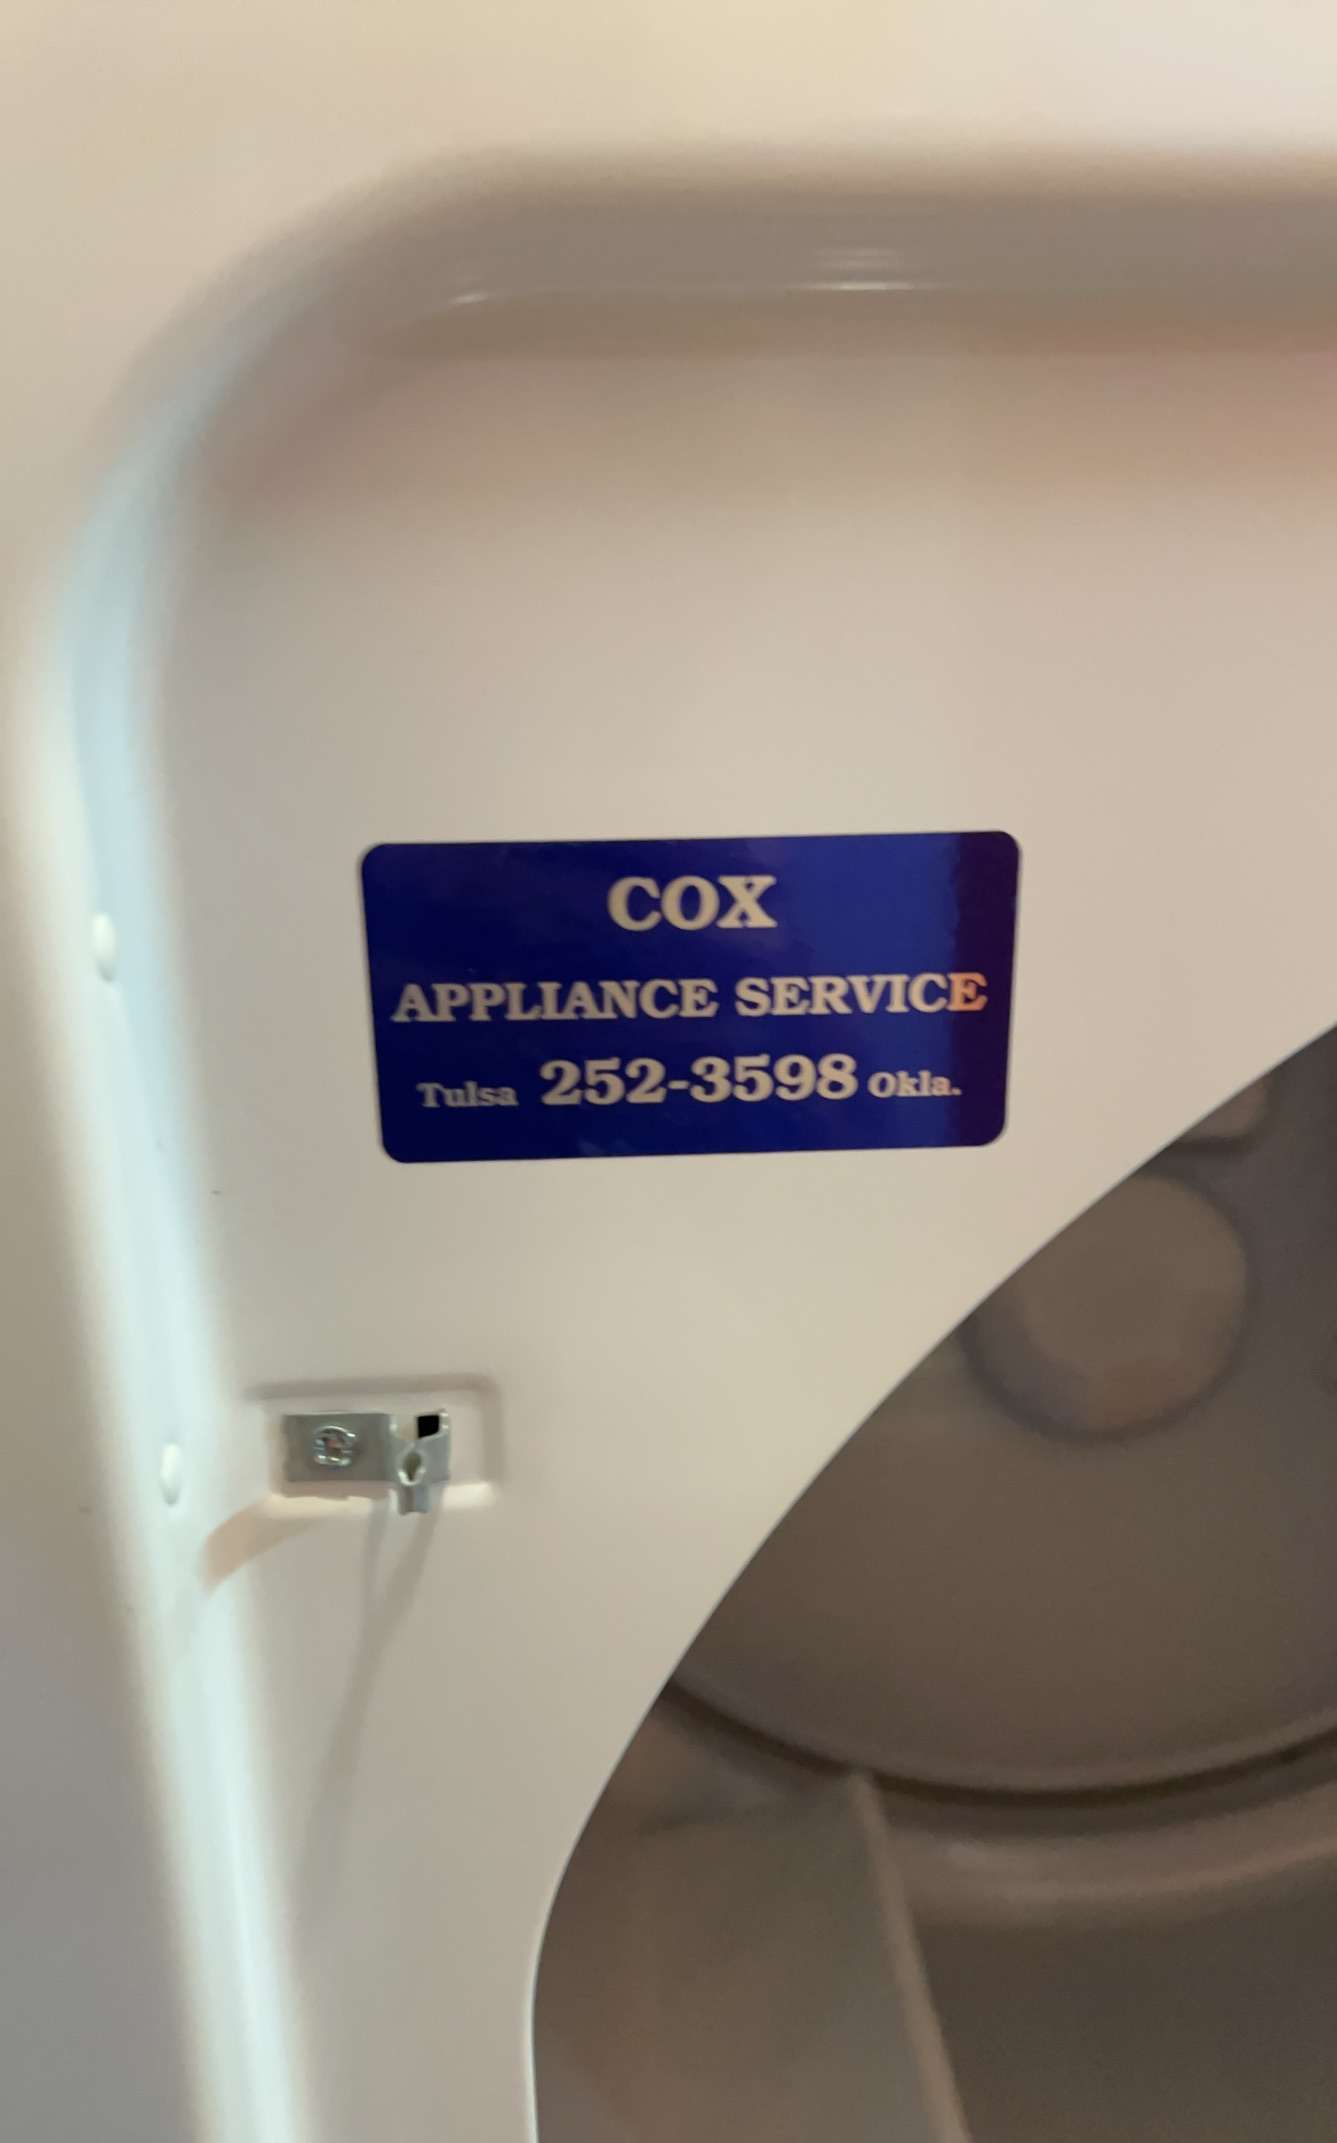 COX
APPLIANCE SERVICE
Tulsa 252-3598 Okla.